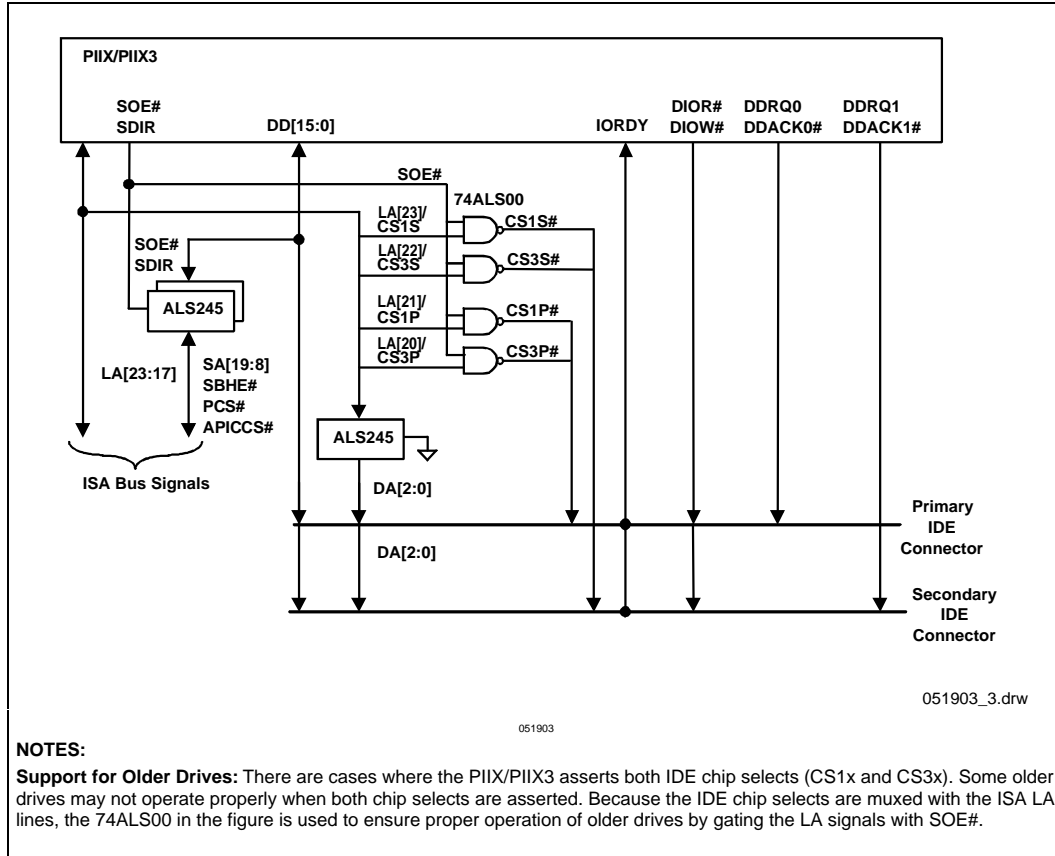 PIIX/PIIX3
SOE#
SDIR
DD[15:0]
IORDY
DIOR#
DIOW#
DDRQ0
DDACK0#
DDRQ1
DDACK1#
SOE#
74ALS00
LA[23]/
CS1S
CS1S#
LA[22]/
CS3S
CS3S#
LA[21]/
CS1P
CS1P#
LA[20]/
CS3P
CS3P#
SOE#
SDIR
ALS245
LA[23:17]
SA[19:8]
SBHE#
PCS#
APICCS#
ISA Bus Signals
ALS245
DA[2:0]
Primary
IDE
Connector
DA[2:0]
Secondary
IDE
Connector
051903_3.drw
051903
NOTES:
Support for Older Drives: There are cases where the PIIX/PIIX3 asserts both IDE chip selects (CS1x and CS3x). Some older
drives may not operate properly when both chip selects are asserted. Because the IDE chip selects are muxed with the ISA LA
lines, the 74ALS00 in the figure is used to ensure proper operation of older drives by gating the LA signals with SOE#.